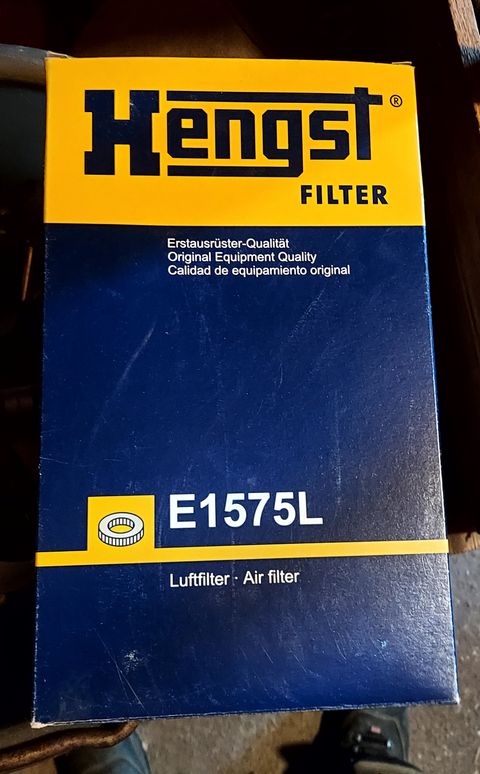 Hengst®
FILTER
Erstausrüster-Qualität
Original Equipment Quality
Calidad de equipamiento original
E1575L
Luftfilter · Air filter